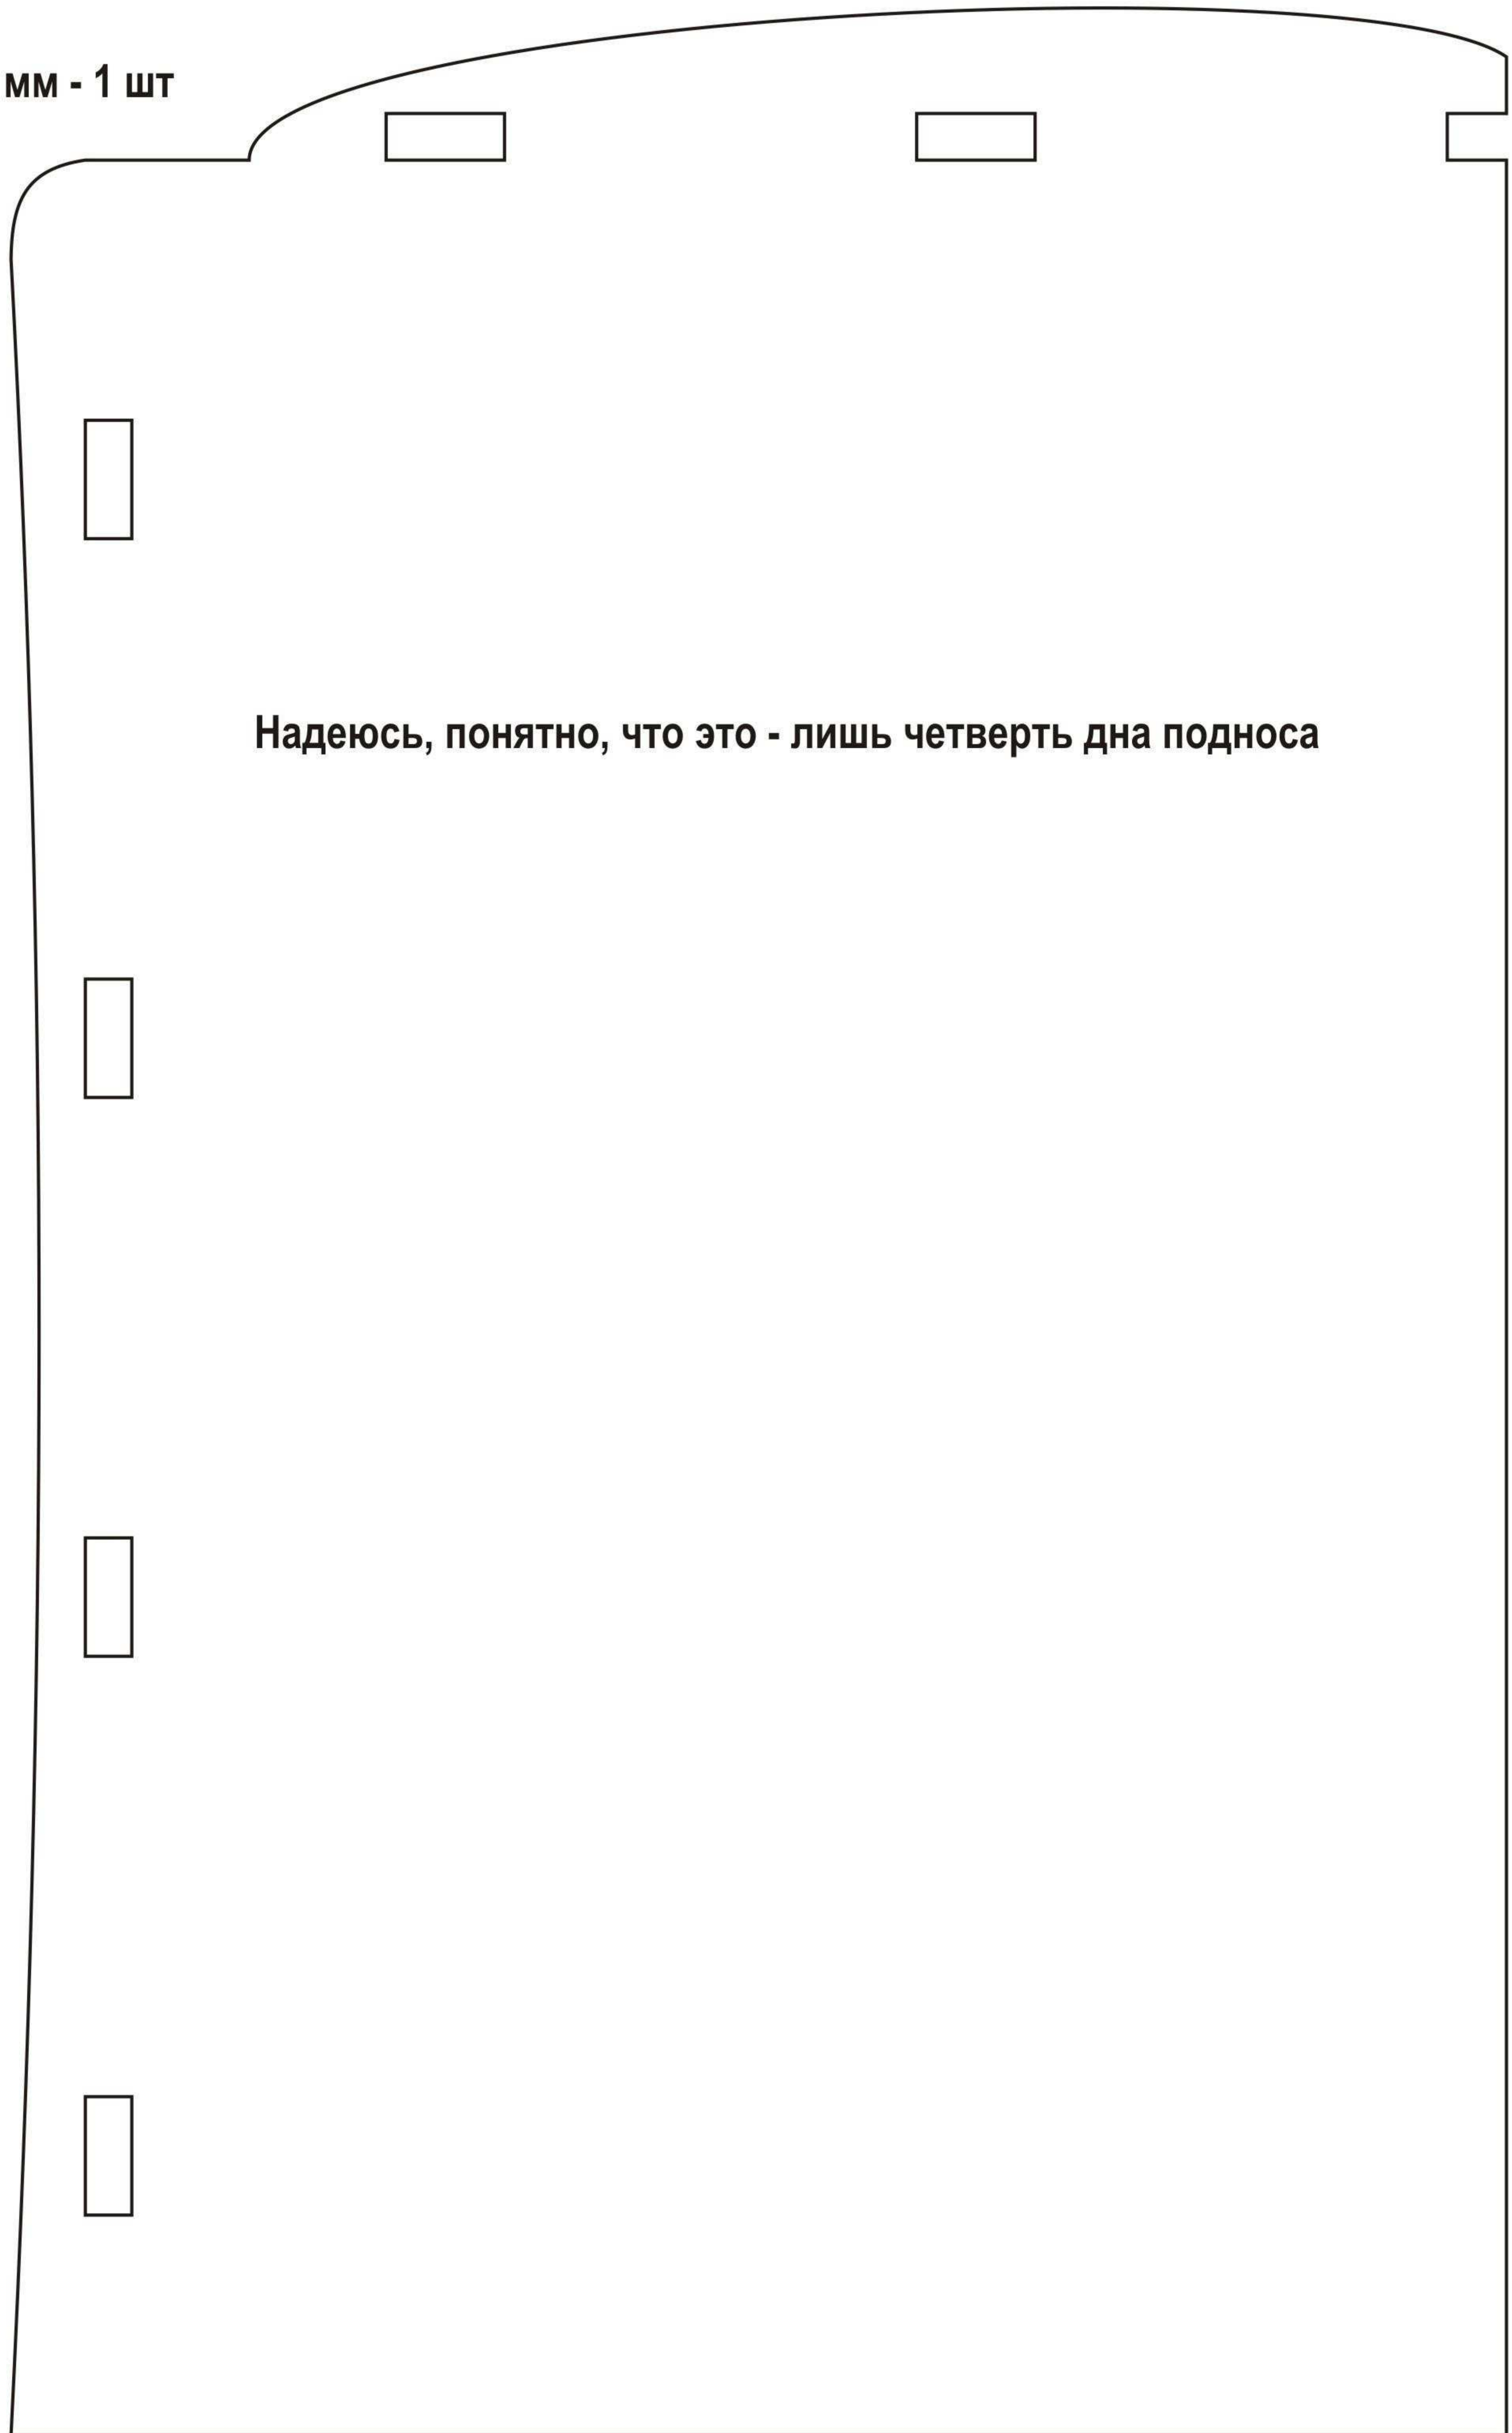 мм - 1 шт
Надеюсь, понятно, что это - лишь четверть дна подноса